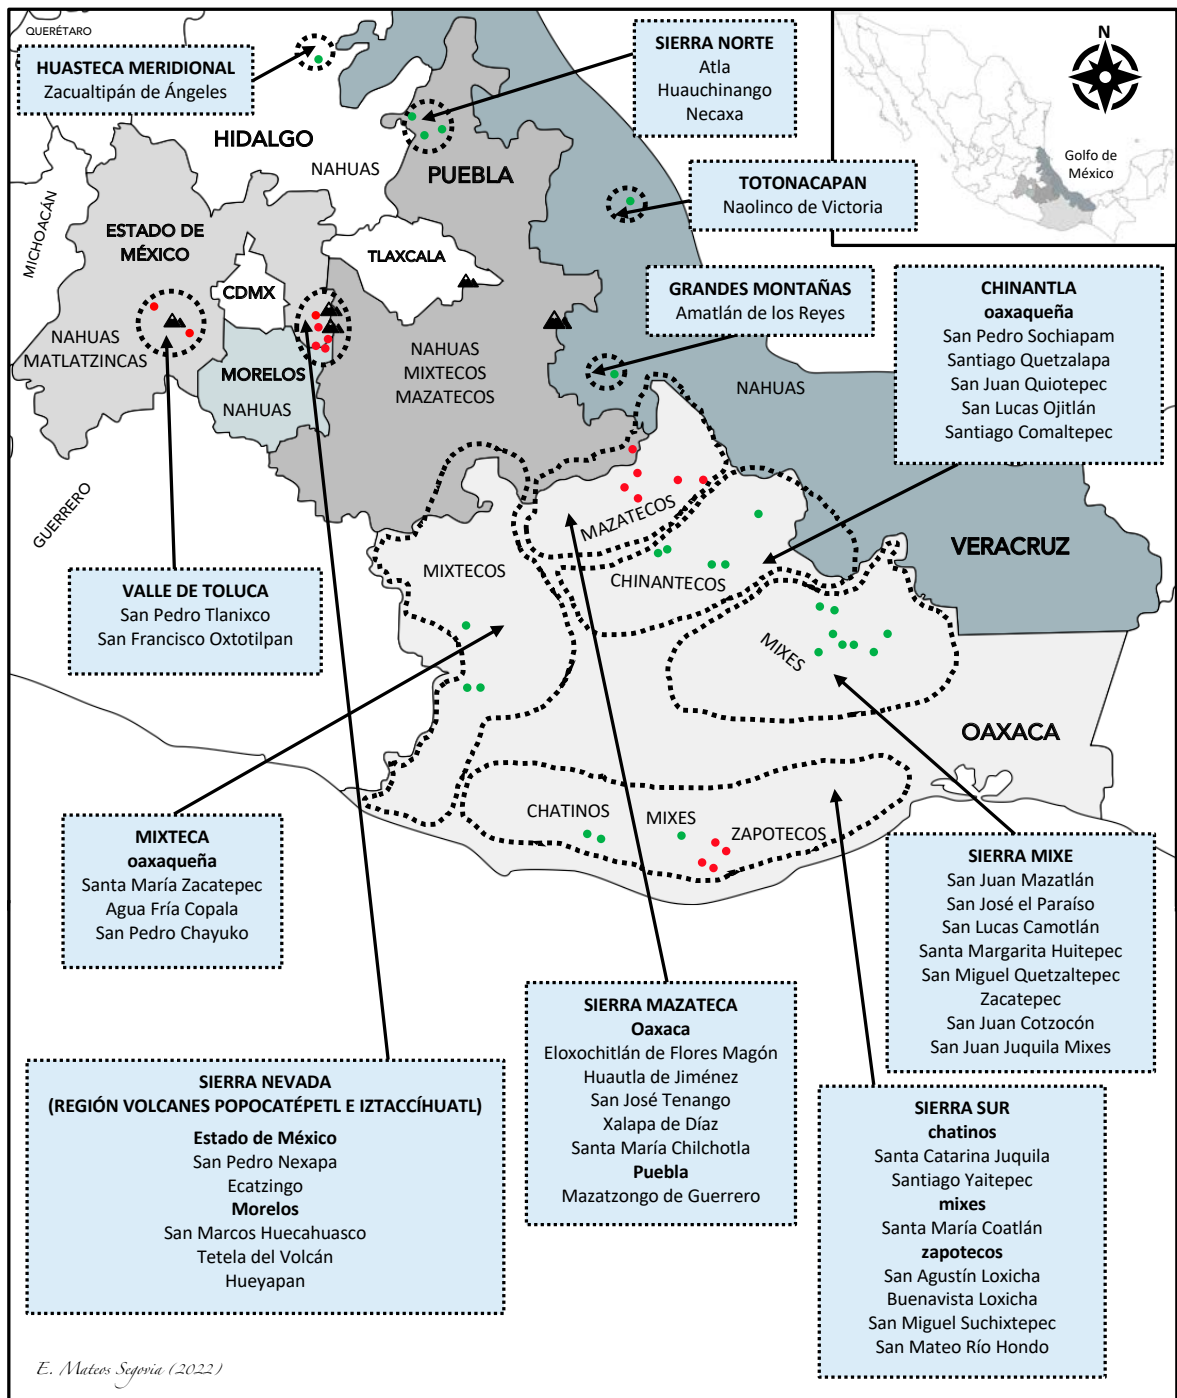 QUERÉTARO
HUASTECA MERIDIONAL
Zacualtipán de Ángeles
SIERRA NORTE
Atla
Huauchinango
Necaxa
N
Golfo de
México
HIDALGO
NAHUAS
PUEBLA
TOTONACAPAN
Naolinco de Victoria
MICHOACÁN
ESTADO DE
MÉXICO
TLAXCALA
CDMX
GRANDES MONTAÑAS
Amatlán de los Reyes
CHINANTLA
oaxaqueña
San Pedro Sochiapam
Santiago Quetzalapa
San Juan Quiotepec
San Lucas Ojitlán
Santiago Comaltepec
NAHUAS
MATLATZINCAS
MORELOS
NAHUAS
NAHUAS
MIXTECOS
MAZATECOS
NAHUAS
GUERRERO
MAZATECOS
VERACRUZ
MIXTECOS
CHINANTECOS
VALLE DE TOLUCA
San Pedro Tlanixco
San Francisco Oxtotilpan
MIXES
OAXACA
CHATINOS
MIXES
ZAPOTECOS
MIXTECA
oaxaqueña
Santa María Zacatepec
Agua Fría Copala
San Pedro Chayuko
SIERRA MIXE
San Juan Mazatlán
San José el Paraíso
San Lucas Camotlán
Santa Margarita Huitepec
San Miguel Quetzaltepec
Zacatepec
San Juan Cotzocón
San Juan Juquila Mixes
SIERRA MAZATECA
Oaxaca
Eloxochitlán de Flores Magón
Huautla de Jiménez
San José Tenango
Xalapa de Díaz
Santa María Chilchotla
Puebla
Mazatzongo de Guerrero
SIERRA NEVADA
(REGIÓN VOLCANES POPOCATÉPETL E IZTACCÍHUATL)
Estado de México
San Pedro Nexapa
Ecatzingo
Morelos
San Marcos Huecahuasco
Tetela del Volcán
Hueyapan
SIERRA SUR
chatinos
Santa Catarina Juquila
Santiago Yaitepec
mixes
Santa María Coatlán
zapotecos
San Agustín Loxicha
Buenavista Loxicha
San Miguel Suchixtepec
San Mateo Río Hondo
E. Mateos Segovia (2022)